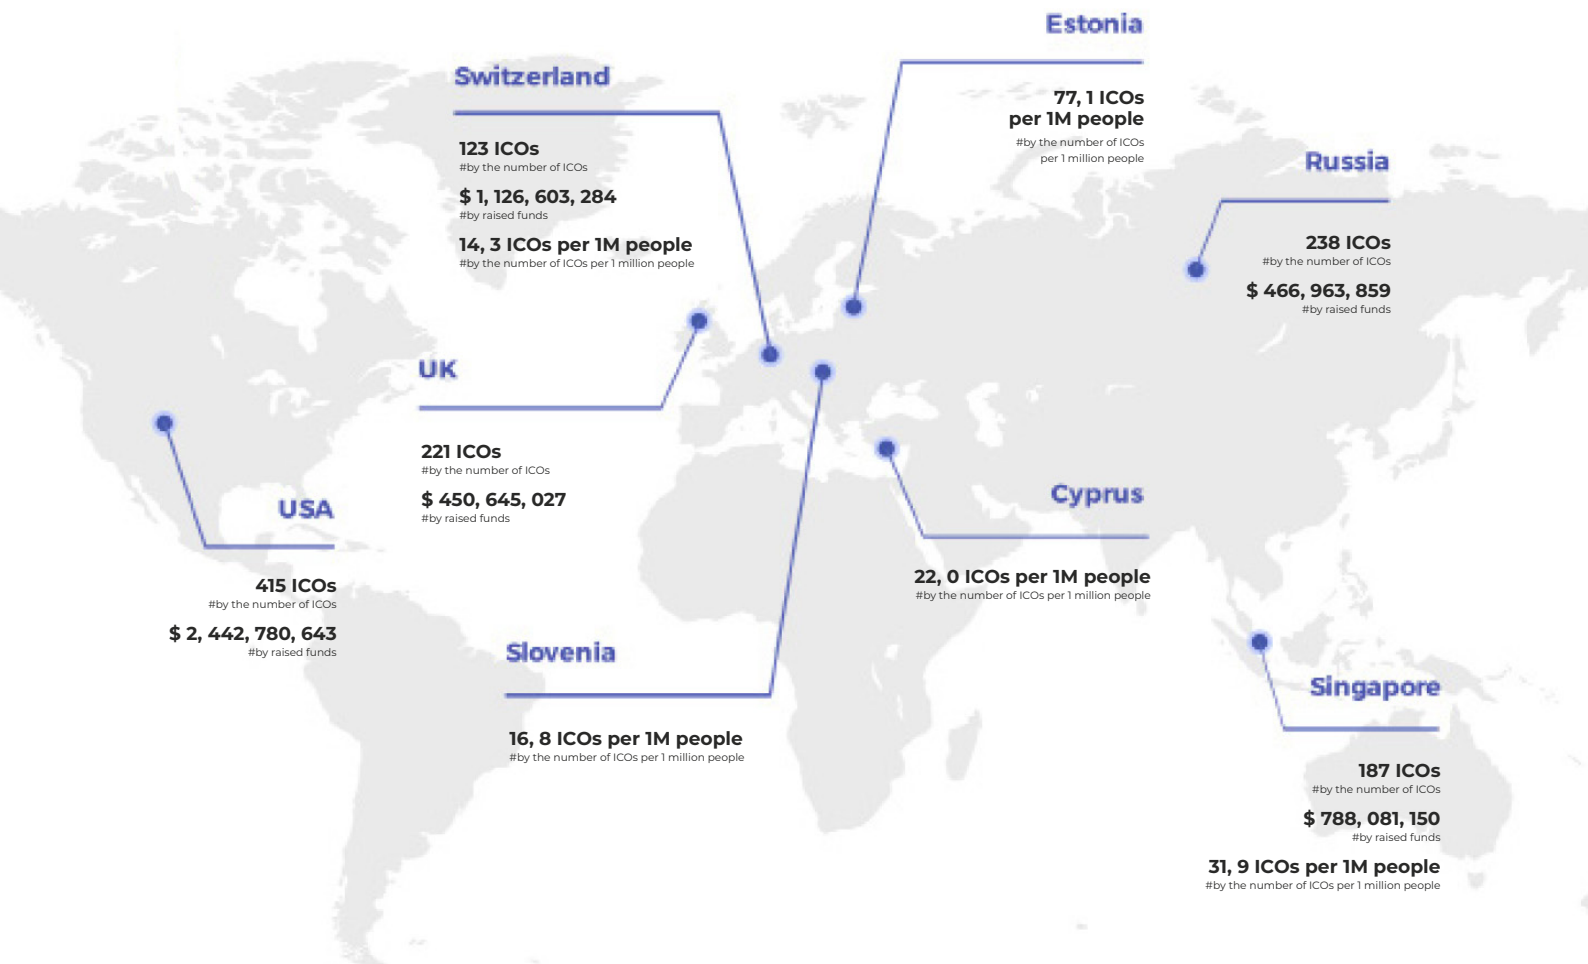 Estonia
77, 1 ICOs
per 1M people
#by the number of ICOs
per 1 million people
Switzerland
123 ICOs
#by the number of ICOs
$ 1, 126, 603, 284
#by raised funds
14, 3 ICOs per 1M people
#by the number of ICOs per 1 million people
Russia
238 ICOs
#by the number of ICOs
$ 466, 963, 859
#by raised funds
UK
221 ICOs
#by the number of ICOs
$ 450, 645, 027
#by raised funds
USA
415 ICOs
#by the number of ICOs
$ 2, 442, 780, 643
#by raised funds
Cyprus
22, 0 ICOs per 1M people
#by the number of ICOs per 1 million people
Slovenia
16, 8 ICOs per 1M people
#by the number of ICOs per 1 million people
Singapore
187 ICOs
#by the number of ICOs
$ 788, 081, 150
#by raised funds
31, 9 ICOs per 1M people
#by the number of ICOs per 1 million people